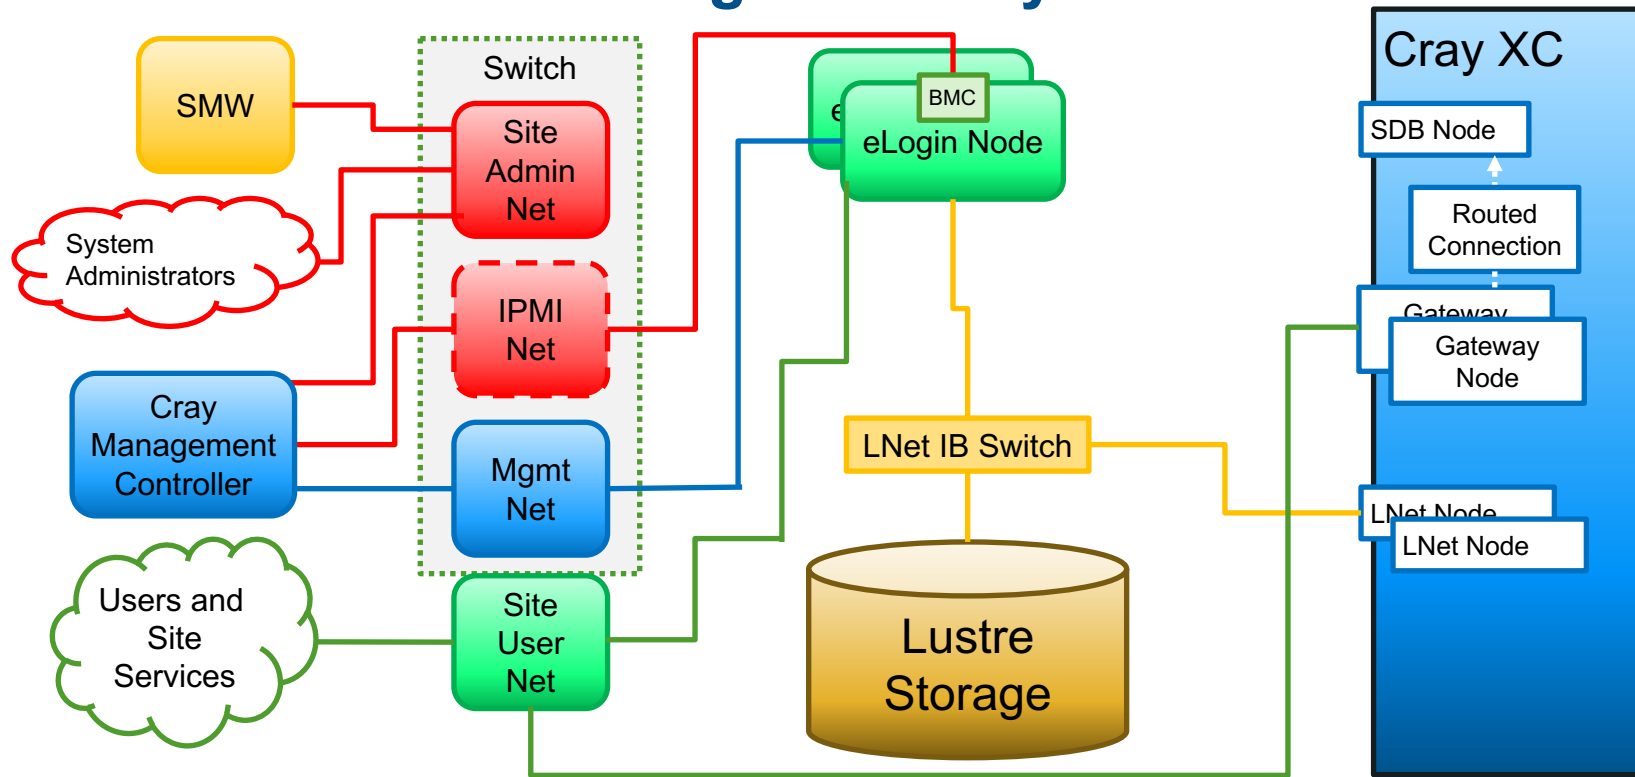 Cray XC
Switch
SMW
BMC
eLogin Node
e
SDB Node
Site
Admin
Net
Routed
Connection
System
Administrators
IPMI
Net
Gateway
Gateway
Node
Cray
Management
Controller
LNet IB Switch
Mgmt
Net
LNet Node
LNet Node
Users and
Site
Services
Site
User
Net
Lustre
Storage